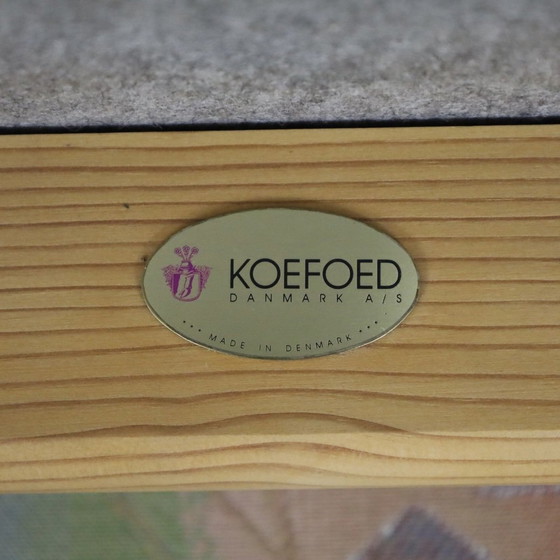 KOEFOED
DANMARK A/S
••• MADE IN DENMARK •••